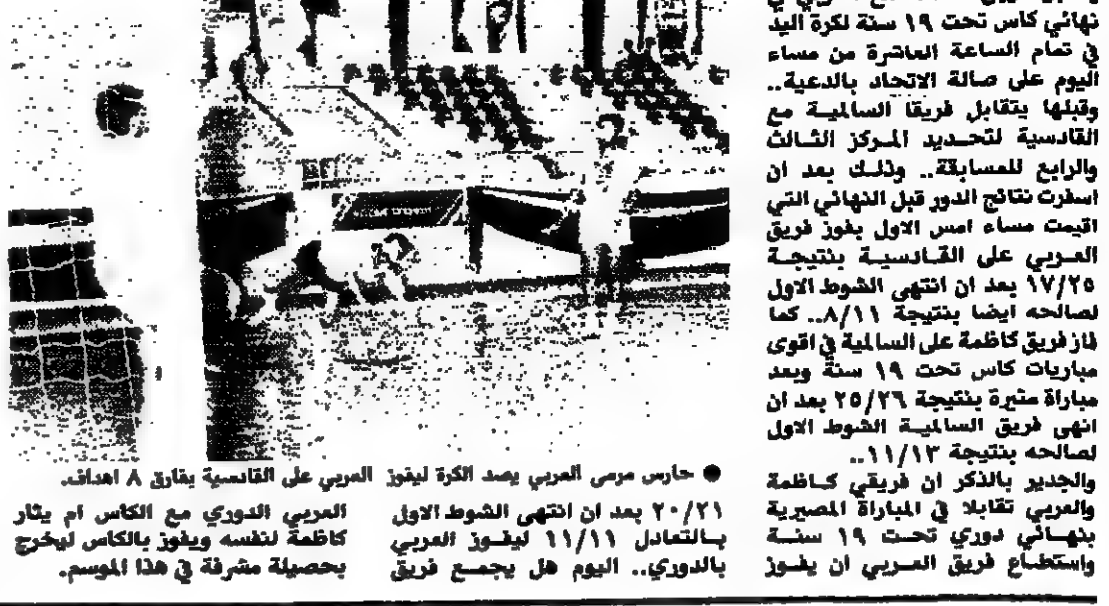 نهائي كاس تحت ١٩ سنة لكرة اليد
في تمام الساعة العاشرة من مساء
اليوم على صالة الاتحاد بالدعية..
وقبلها يتقابل فريقا السالمية مع
القادسية لتحديد المركز الثالث
والرابع للمسابقة.. وذلك بعد ان
اسفرت نتائج الدور قبل النهائي التي
اقيمت مساء امس الاول بفوز فريق
العربي على القادسية بنتيجة
١٧/٢٥ بعد ان انتهى الشوط الاول
لصالحه ايضا بنتيجة ٨/١١.. كما
فاز فريق كاظمة على السالمية في اقوى
مباريات كاس تحت ١٩ سنة وبعد
مباراة مثيرة بنتيجة ٢٥/٢٦ بعد ان
انهى فريق السالمية الشوط الاول
لصالحه بنتيجة ١١/١٣..
والجدير بالذكر ان فريقي كاظمة
والعربي تقابلا في المباراة المصيرية
بنهائي دوري تحت ١٩ سنة
واستطاع فريق العربي ان يفوز
● حارس مرمى العربي يصد الكرة ليفوز العربي على القادسية بفارق ٨ اهداف.
٢٠/٢١ بعد ان انتهى الشوط الاول
بالتعادل ١١/١١ ليفوز العربي
بالدوري.. اليوم هل يجمع فريق
العربي الدوري مع الكاس ام يثار
كاظمة لنفسه ويفوز بالكاس ليخرج
بحصيلة مشرفة في هذا الموسم.